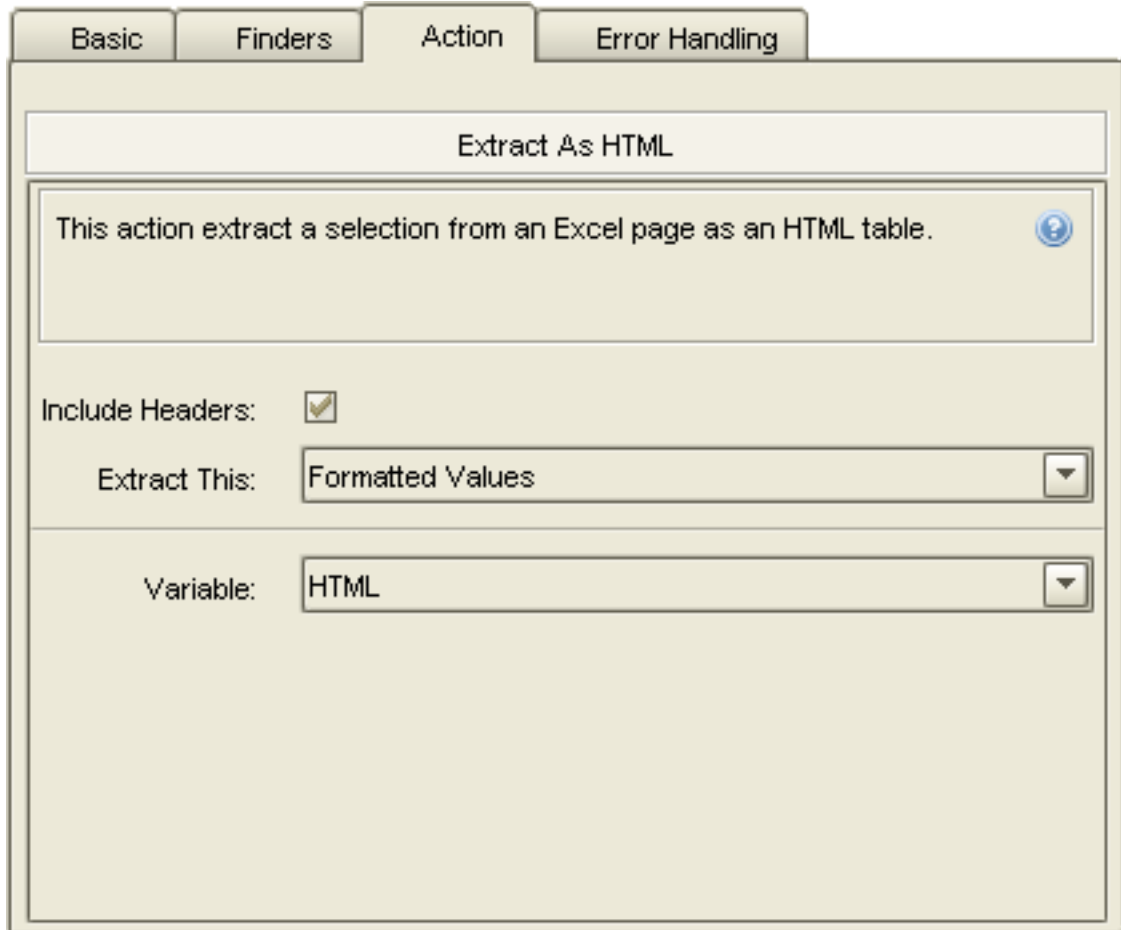 Basic Finders Action Error Handling
Extract As HTML
This action extract a selection from an Excel page as an HTML table.
Include Headers:
Extract This: Formatted Values
Variable: HTML